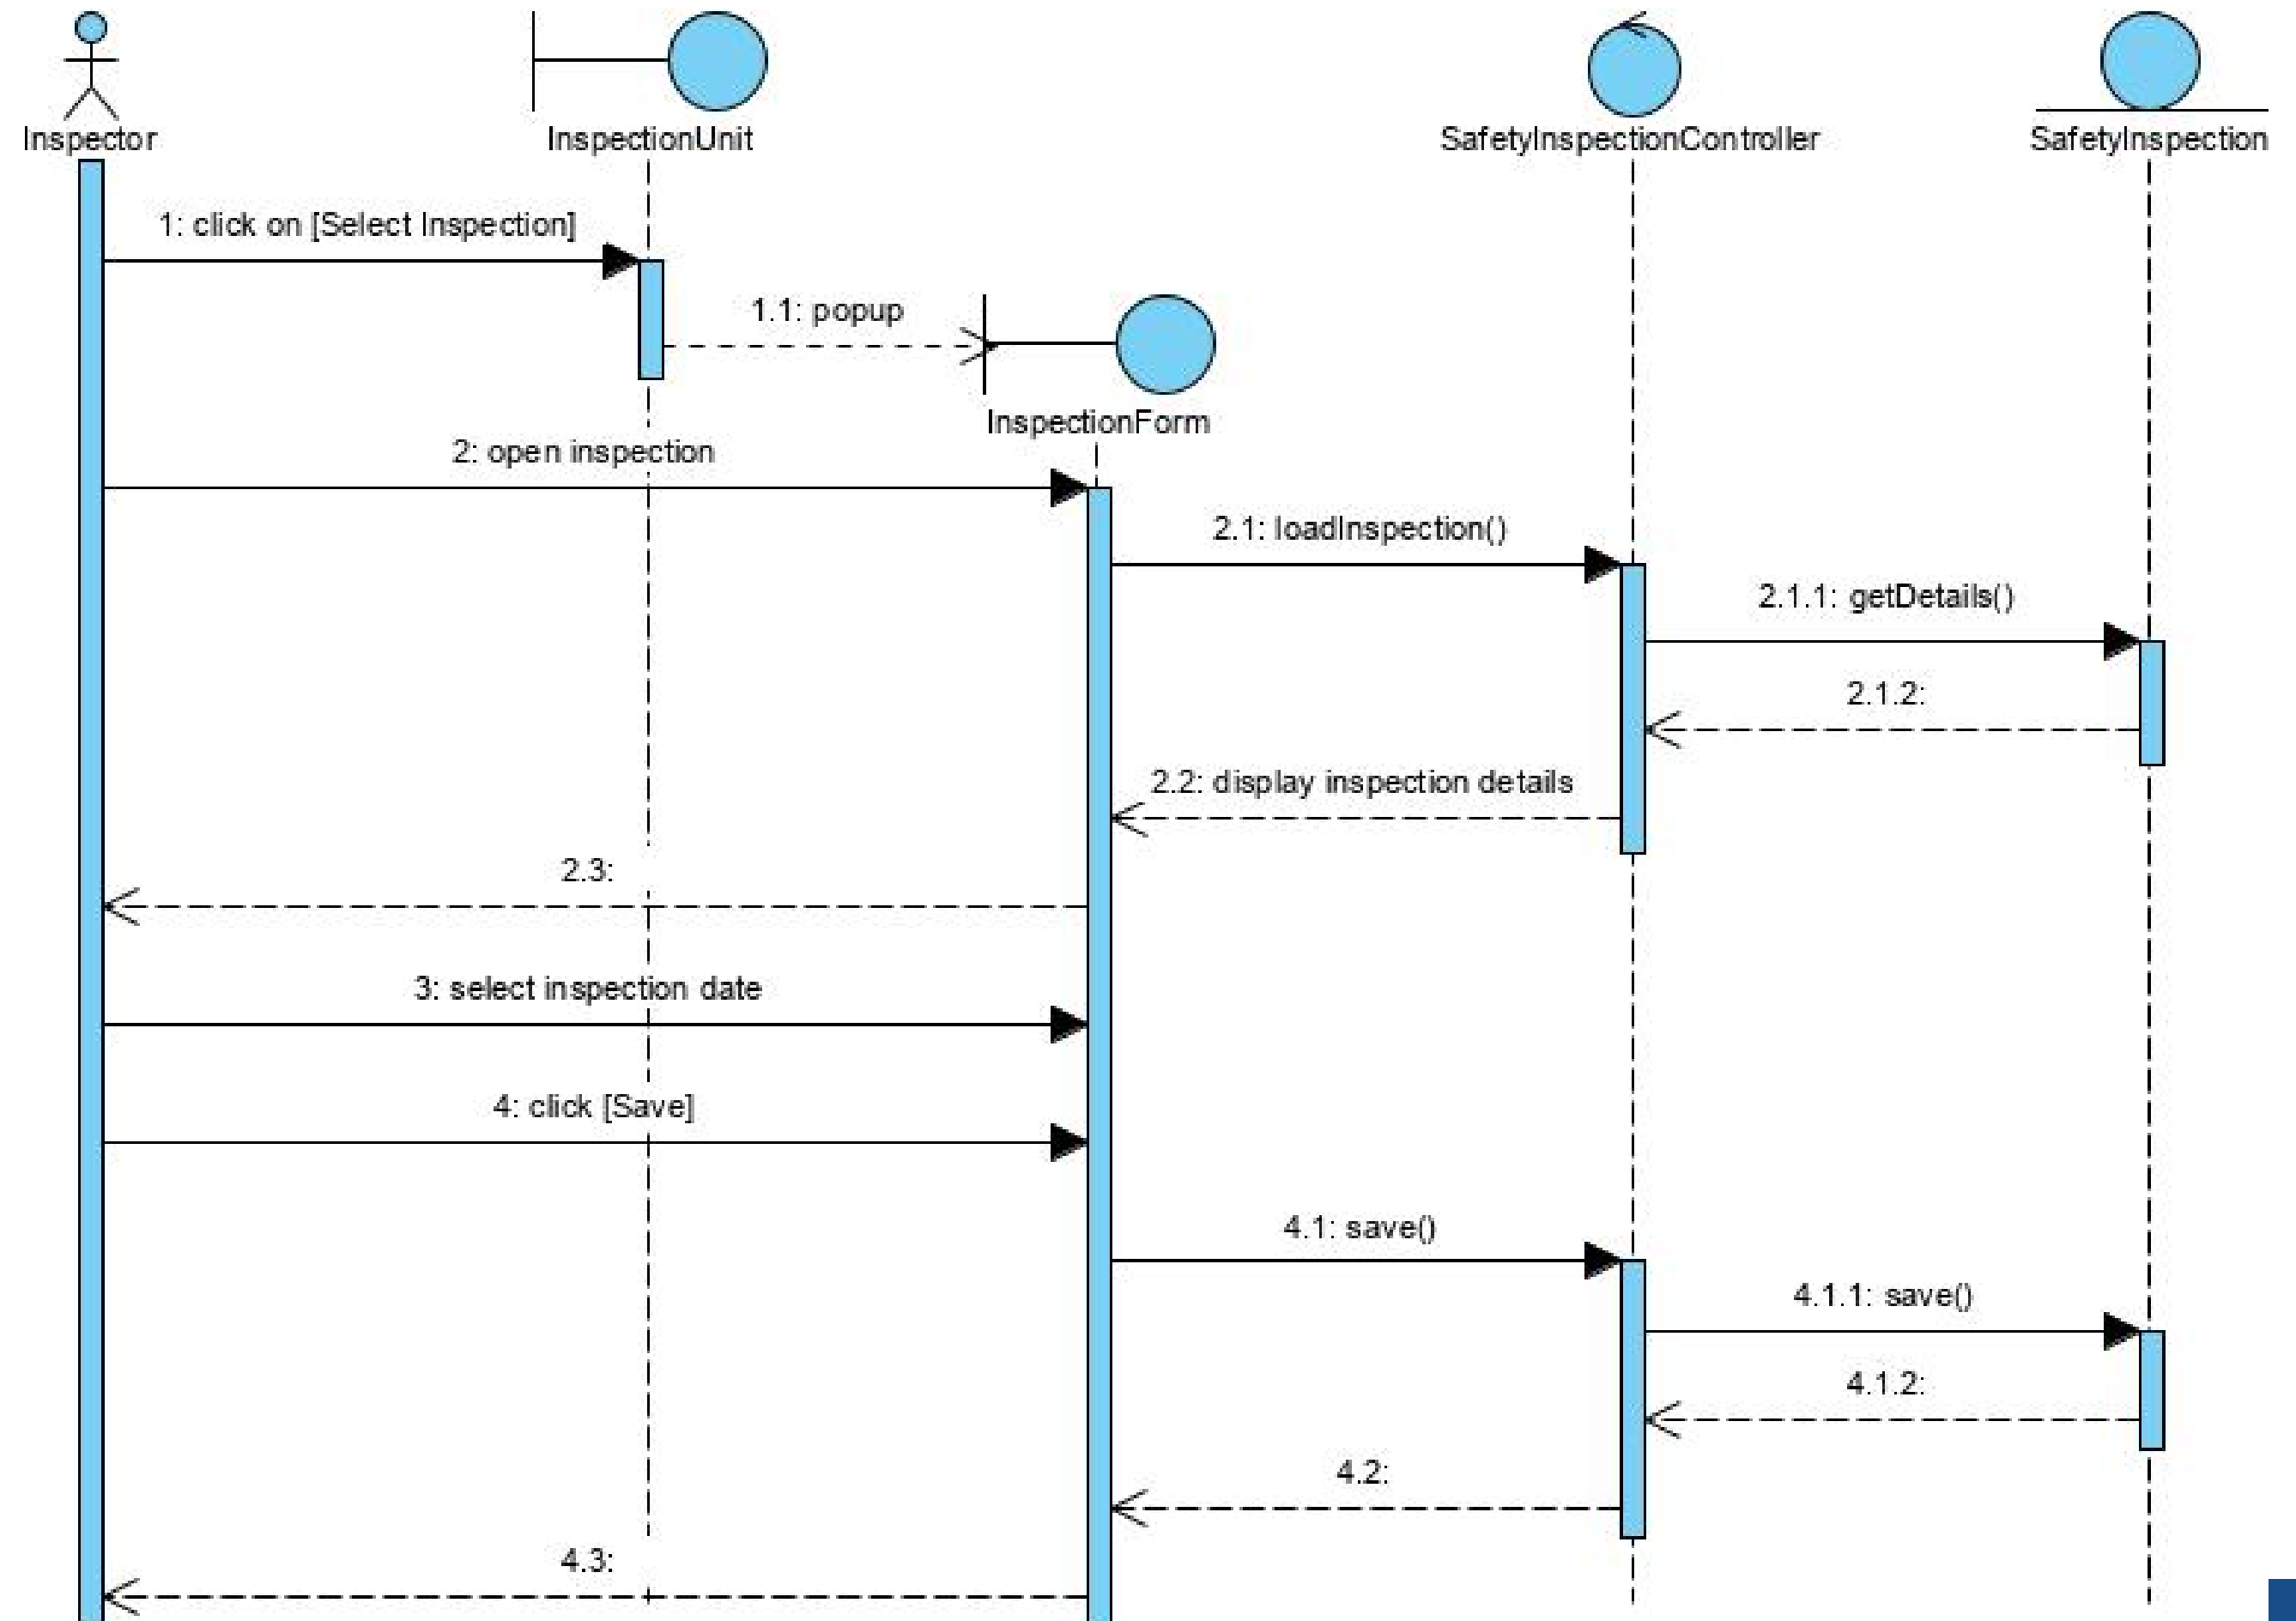 Inspector
InspectionUnit
SafetyInspectionController
SafetyInspection
1: click on [Select Inspection]
1.1: popup
InspectionForm
2: open inspection
2.1: loadInspection()
2.1.1: getDetails()
2.1.2:
2.2: display inspection details
2.3:
3: select inspection date
4: click [Save]
4.1: save()
4.1.1: save()
4.1.2:
4.2:
4.3: